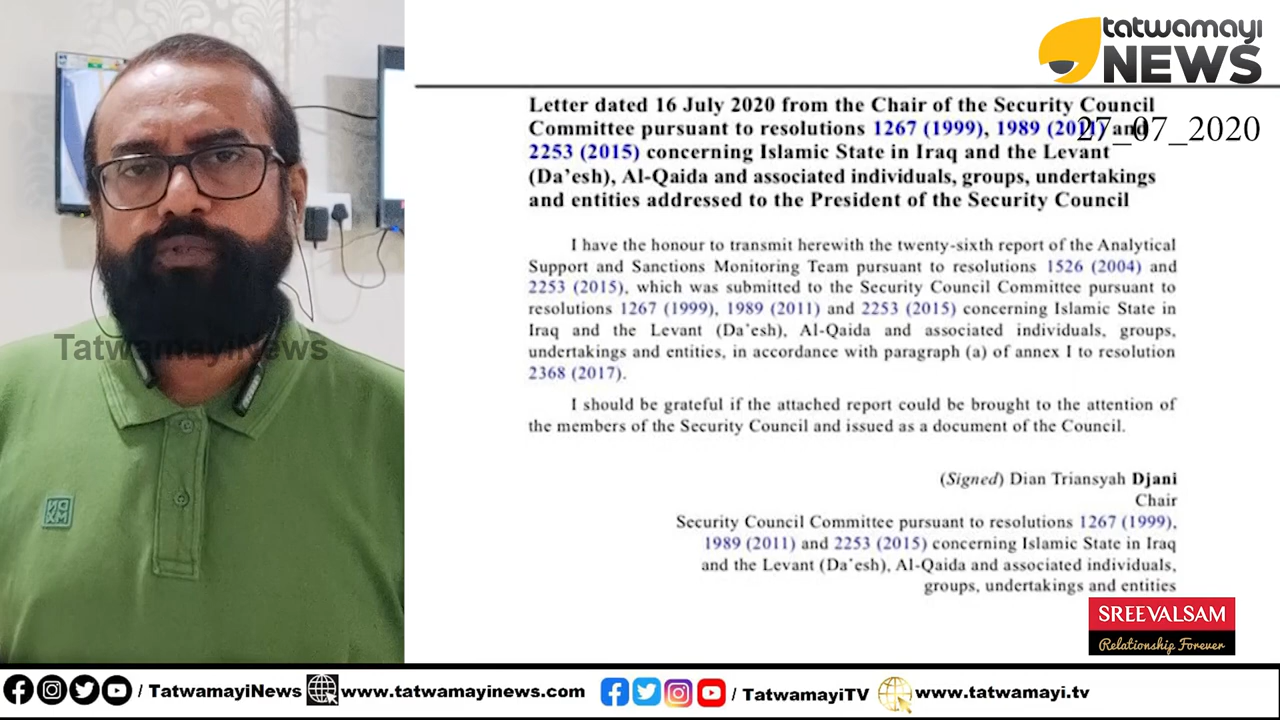 tatwamayi
NEWS
Letter dated 16 July 2020 from the Chair of the Security Council
Committee pursuant to resolutions 1267 (1999), 1989 (2011) and
27_07_2020
2253 (2015) concerning Islamic State in Iraq and the Levant
(Da’esh), Al-Qaida and associated individuals, groups, undertakings
and entities addressed to the President of the Security Council
I have the honour to transmit herewith the twenty-sixth report of the Analytical
Support and Sanctions Monitoring Team pursuant to resolutions 1526 (2004) and
2253 (2015), which was submitted to the Security Council Committee pursuant to
resolutions 1267 (1999), 1989 (2011) and 2253 (2015) concerning Islamic State in
Iraq and the Levant (Da’esh), Al-Qaida and associated individuals, groups,
undertakings and entities, in accordance with paragraph (a) of annex I to resolution
2368 (2017).
I should be grateful if the attached report could be brought to the attention of
the members of the Security Council and issued as a document of the Council.
(Signed) Dian Triansyah Djani
Chair
Security Council Committee pursuant to resolutions 1267 (1999),
1989 (2011) and 2253 (2015) concerning Islamic State in Iraq
and the Levant (Da’esh), Al-Qaida and associated individuals,
groups, undertakings and entities
TatwamayiNews
SREEVALSAM
Relationship Forever
/ TatwamayiNews www.tatwamayinews.com / TatwamayiTV www.tatwamayi.tv